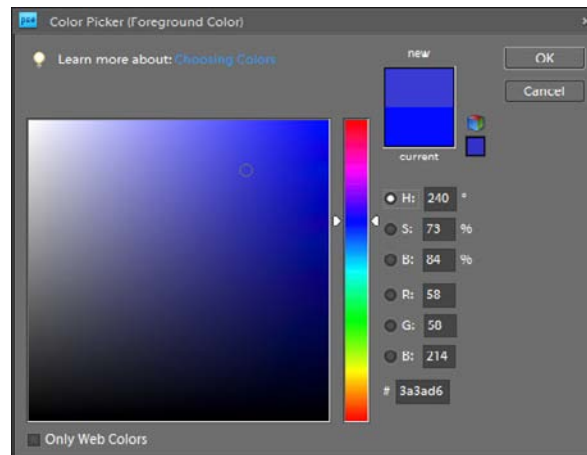 pse Color Picker (Foreground Color)
Learn more about: Choosing Colors
new
current
OK
Cancel
H: 240 °
S: 73 %
B: 84 %
R: 58
G: 58
B: 214
# 3a3ad6
Only Web Colors